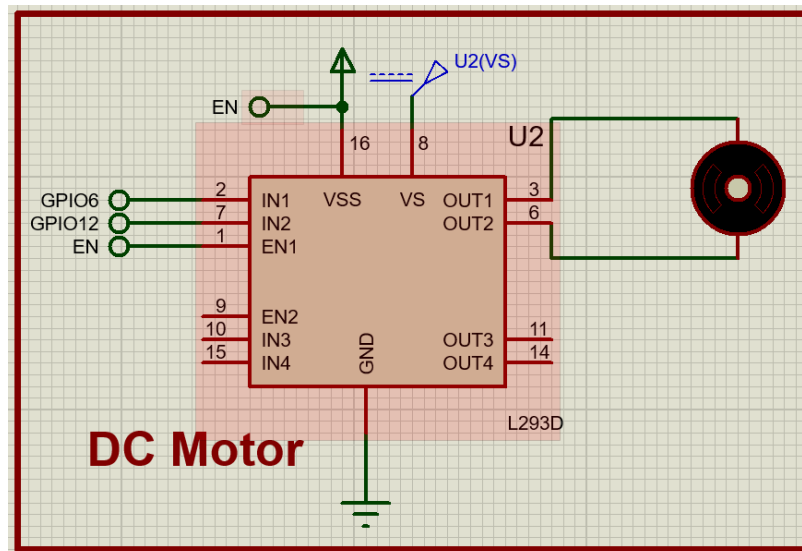 U2(VS)
EN
U2
16
8
GPIO6
2
IN1
VSS
VS
OUT1
3
GPIO12
7
IN2
OUT2
6
EN
1
EN1
9
EN2
10
IN3
OUT3
11
15
IN4
GND
OUT4
14
L293D
DC Motor